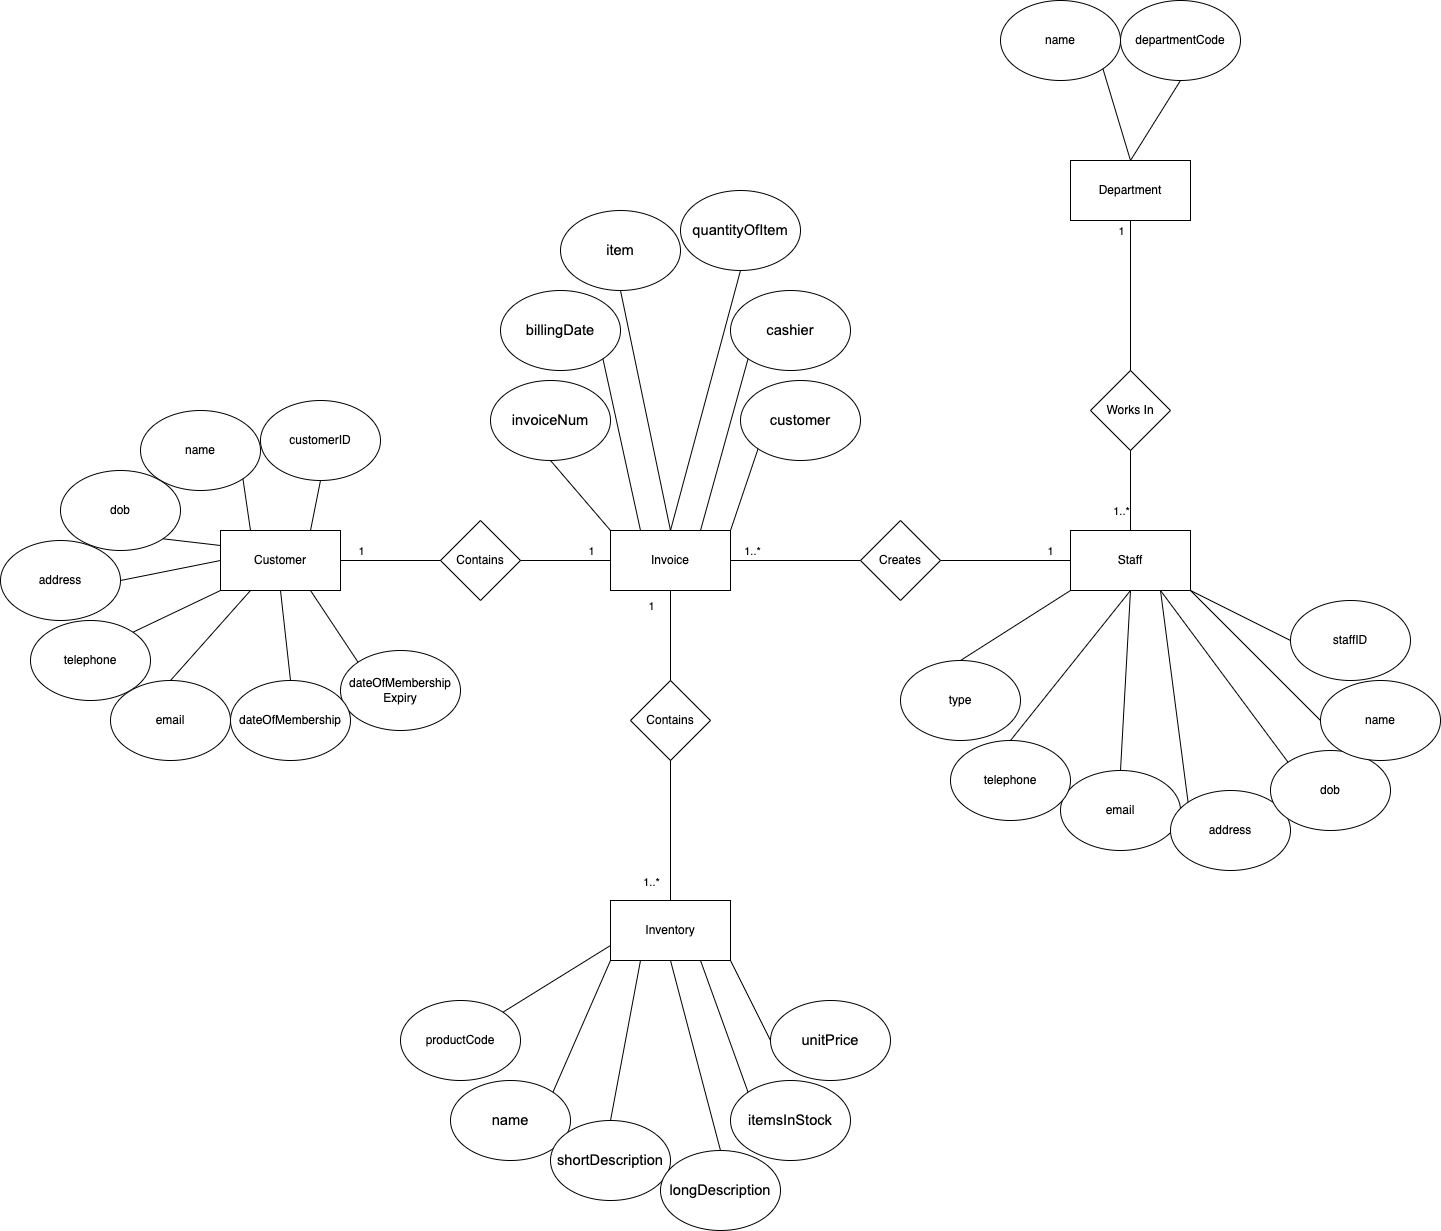 name
departmentCode
Department
1
quantityOfItem
item
billingDate
cashier
invoiceNum
customer
Works In
customerID
name
dob
address
1..*
Customer
1
Contains
1
Invoice
1..*
Creates
1
Staff
1
telephone
email
dateOfMembership
dateOfMembership
Expiry
Contains
staffID
type
name
telephone
dob
email
address
1..*
Inventory
productCode
unitPrice
name
itemsInStock
shortDescription
longDescription